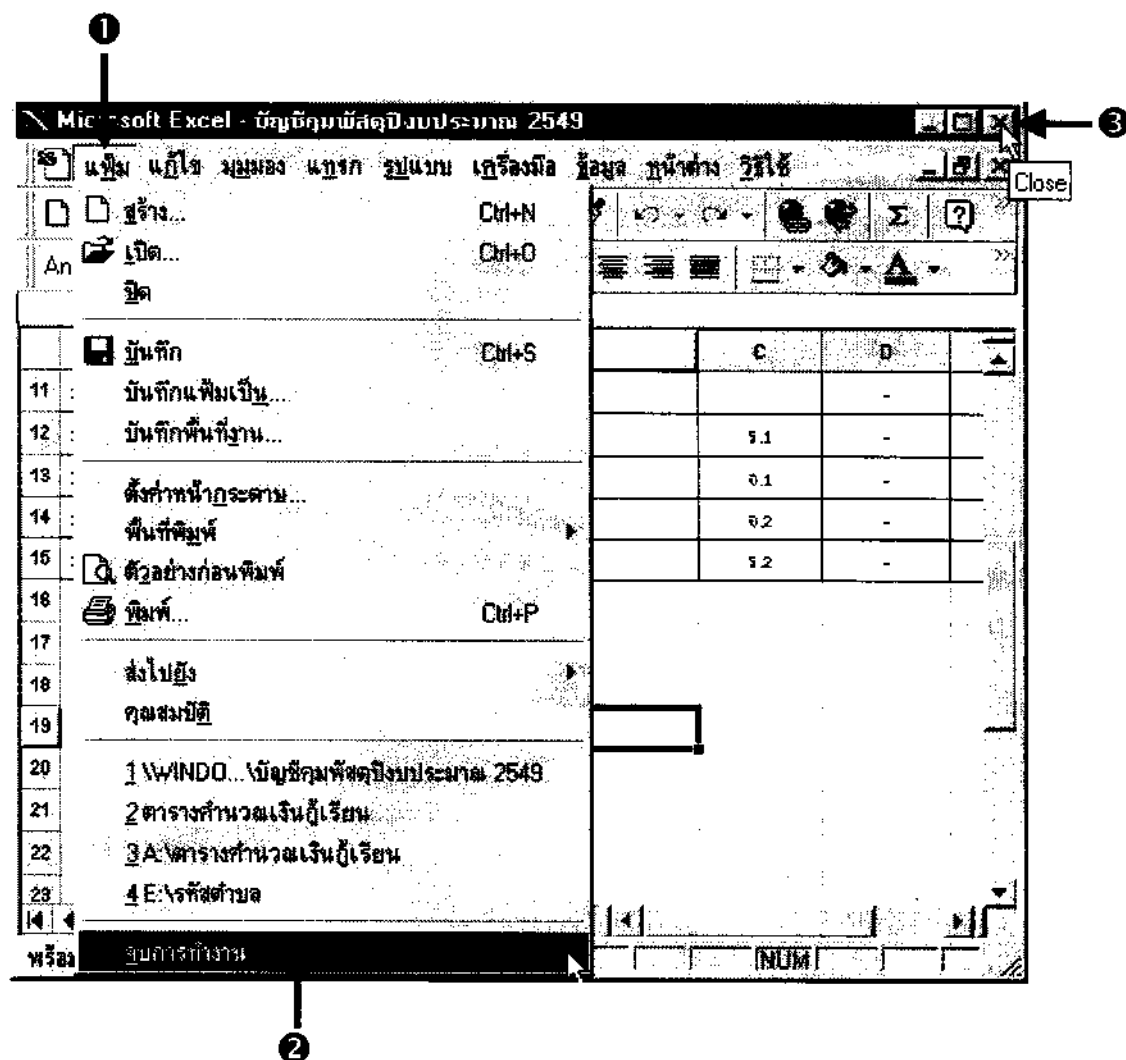 ❶
Microsoft Excel - บัญชีคุมพัสดุปีงบประมาณ 2549
❸
แฟ้ม แก้ไข มุมมอง แทรก รูปแบบ เครื่องมือ ข้อมูล หน้าต่าง วิธีใช้
Close
สร้าง... Ctrl+N
เปิด... Ctrl+O
An
ปิด
บันทึก Ctrl+S
C D
11 บันทึกแฟ้มเป็น... -
12 บันทึกพื้นที่งาน... ร.1 -
13 ตั้งค่าหน้ากระดาษ... จ.1 -
14 พื้นที่พิมพ์ จ.2 -
15 ตัวอย่างก่อนพิมพ์ ร.2 -
16 พิมพ์... Ctrl+P
17
18 ส่งไปยัง
19 คุณสมบัติ
20 1 \WINDO...\บัญชีคุมพัสดุปีงบประมาณ 2549
21 2 ตารางคำนวณเงินกู้เรียน
22 3 A:\ตารางคำนวณเงินกู้เรียน
23 4 E:\รหัสตำบล
จบการทำงาน
NUM
❷